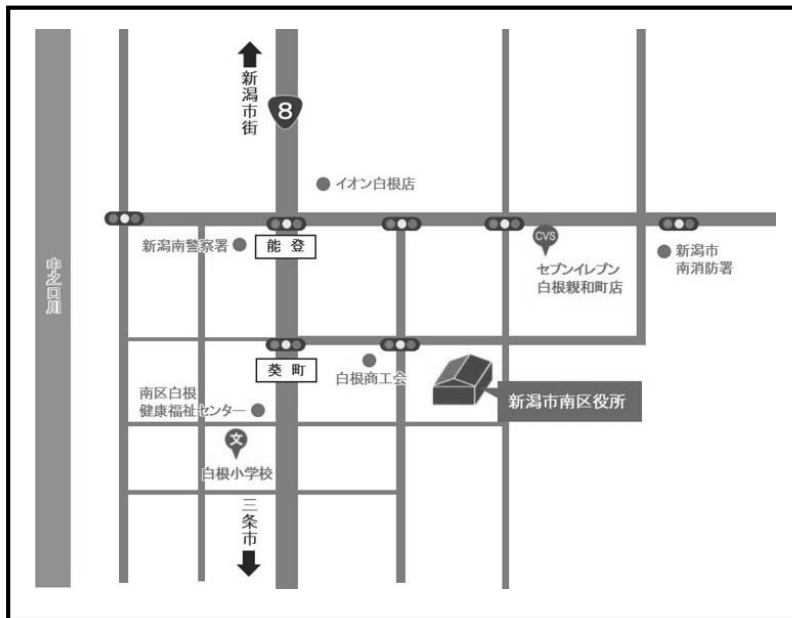 新潟市街
8
イオン白根店
新潟南警察署
能登
CVS
セブンイレブン
白根親和町店
新潟市
南消防署
中之口川
葵町
白根商工会
南区白根
健康福祉センター
新潟市南区役所
文
白根小学校
三条市